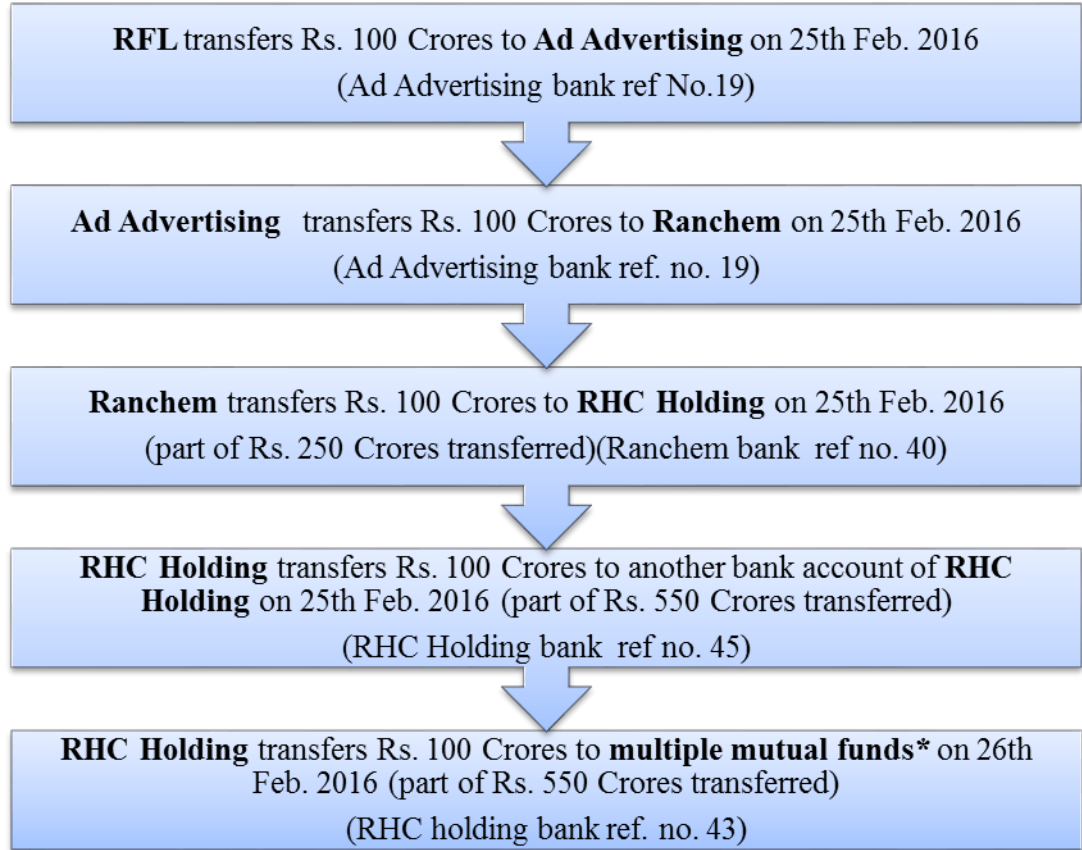 RFL transfers Rs. 100 Crores to Ad Advertising on 25th Feb. 2016
(Ad Advertising bank ref No.19)
Ad Advertising transfers Rs. 100 Crores to Ranchem on 25th Feb. 2016
(Ad Advertising bank ref. no. 19)
Ranchem transfers Rs. 100 Crores to RHC Holding on 25th Feb. 2016
(part of Rs. 250 Crores transferred)(Ranchem bank ref no. 40)
RHC Holding transfers Rs. 100 Crores to another bank account of RHC
Holding on 25th Feb. 2016 (part of Rs. 550 Crores transferred)
(RHC Holding bank ref no. 45)
RHC Holding transfers Rs. 100 Crores to multiple mutual funds* on 26th
Feb. 2016 (part of Rs. 550 Crores transferred)
(RHC holding bank ref. no. 43)